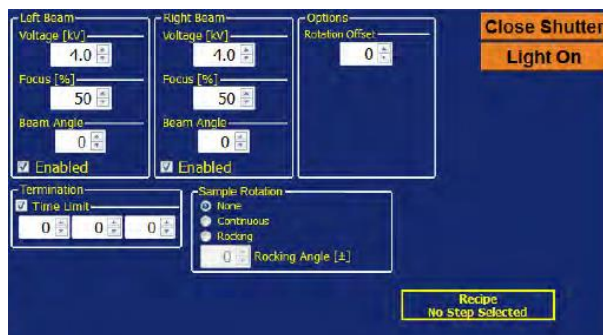 Left Beam
Voltage [kV]
4.0
Focus [%]
50
Beam Angle
0
Enabled
Right Beam
Voltage [kV]
4.0
Focus [%]
50
Beam Angle
0
Enabled
Options
Rotation Offset
0
Close Shutter
Light On
Termination
Time Limit
0 0 0
Sample Rotation
None
Continuous
Rocking
0 Rocking Angle [±]
Recipe
No Step Selected